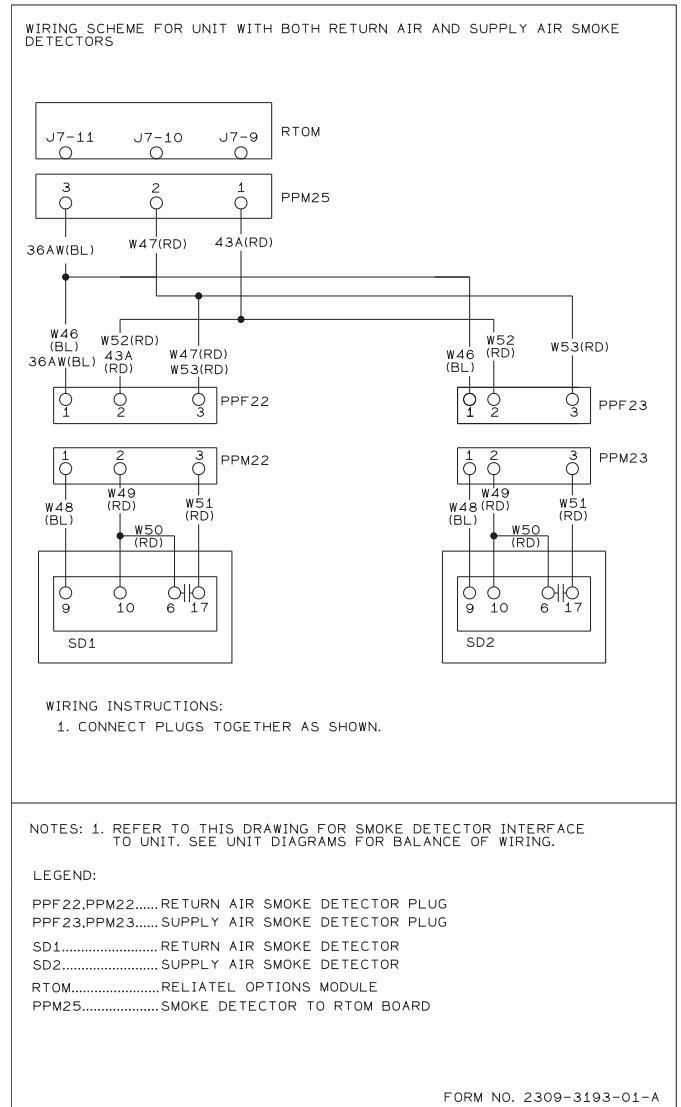 WIRING SCHEME FOR UNIT WITH BOTH RETURN AIR AND SUPPLY AIR SMOKE
DETECTORS
J7-11 J7-10 J7-9 RTOM
3 2 1 PPM25
36AW(BL) W47(RD) 43A(RD)
W46
(BL)
36AW(BL)
W52(RD)
43A
(RD)
W47(RD)
W53(RD)
W46
(BL)
W52
(RD)
W53(RD)
1 2 3 PPF22
1 2 3 PPF23
1 2 3 PPM22
1 2 3 PPM23
W48
(BL)
W49
(RD)
W50
(RD)
W51
(RD)
W48
(BL)
W49
(RD)
W50
(RD)
W51
(RD)
9 10 6 17
SD1
9 10 6 17
SD2
WIRING INSTRUCTIONS:
1. CONNECT PLUGS TOGETHER AS SHOWN.
NOTES: 1. REFER TO THIS DRAWING FOR SMOKE DETECTOR INTERFACE
TO UNIT. SEE UNIT DIAGRAMS FOR BALANCE OF WIRING.
LEGEND:
PPF22,PPM22......RETURN AIR SMOKE DETECTOR PLUG
PPF23,PPM23......SUPPLY AIR SMOKE DETECTOR PLUG
SD1.........................RETURN AIR SMOKE DETECTOR
SD2.........................SUPPLY AIR SMOKE DETECTOR
RTOM.......................RELIATEL OPTIONS MODULE
PPM25....................SMOKE DETECTOR TO RTOM BOARD
FORM NO. 2309-3193-01-A